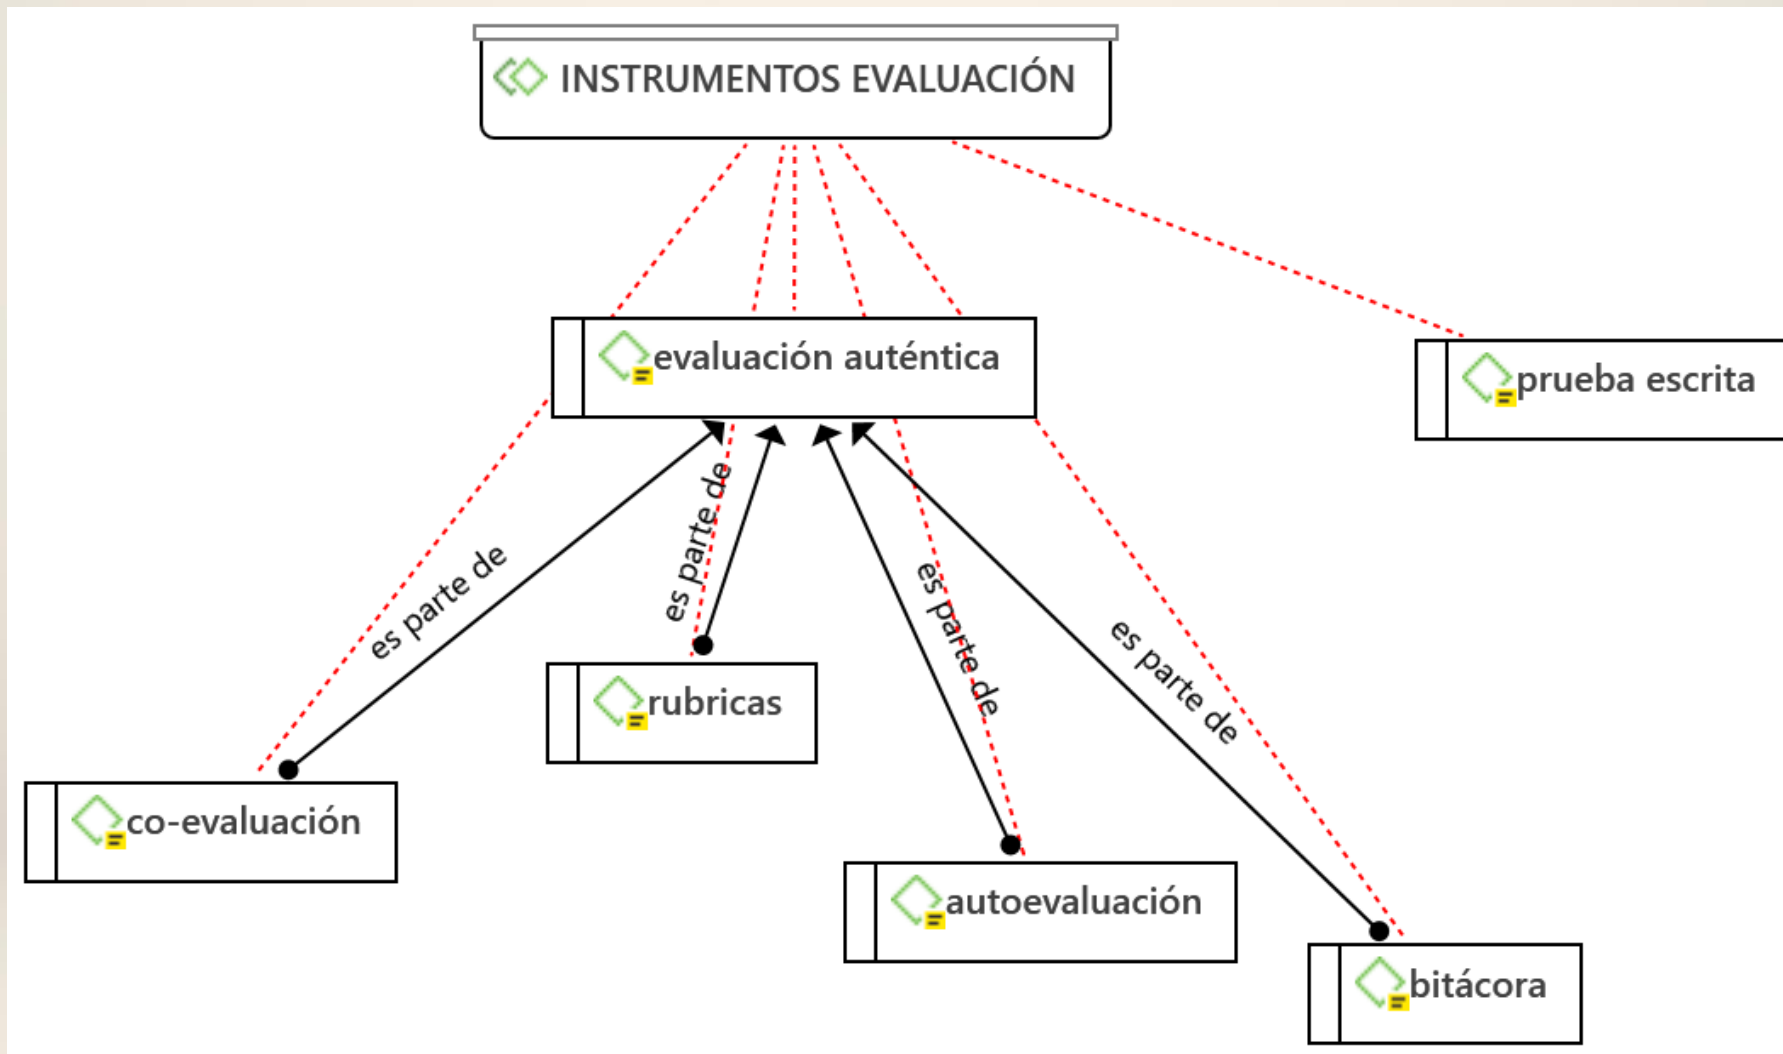 INSTRUMENTOS EVALUACIÓN
evaluación auténtica
prueba escrita
es parte de
es parte de
es parte de
es parte de
rubricas
co-evaluación
autoevaluación
bitácora